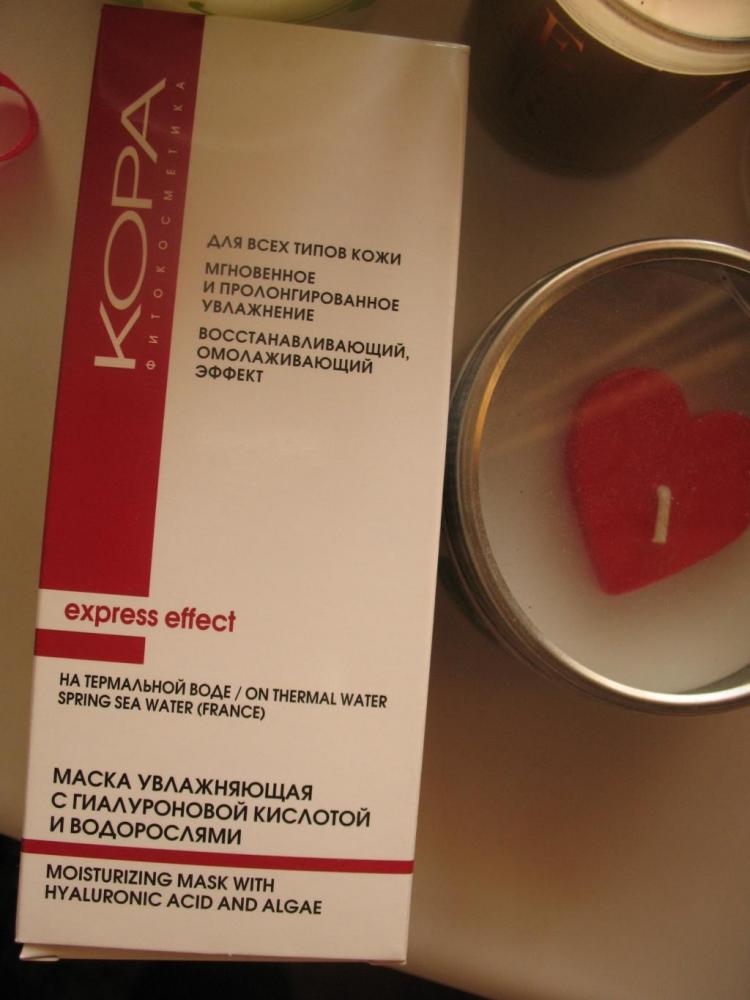 КОРА
ФИТОКОСМЕТИКА
ДЛЯ ВСЕХ ТИПОВ КОЖИ
МГНОВЕННОЕ
И ПРОЛОНГИРОВАННОЕ
УВЛАЖНЕНИЕ
ВОССТАНАВЛИВАЮЩИЙ,
ОМОЛАЖИВАЮЩИЙ
ЭФФЕКТ
express effect
НА ТЕРМАЛЬНОЙ ВОДЕ / ON THERMAL WATER
SPRING SEA WATER (FRANCE)
МАСКА УВЛАЖНЯЮЩАЯ
С ГИАЛУРОНОВОЙ КИСЛОТОЙ
И ВОДОРОСЛЯМИ
MOISTURIZING MASK WITH
HYALURONIC ACID AND ALGAE